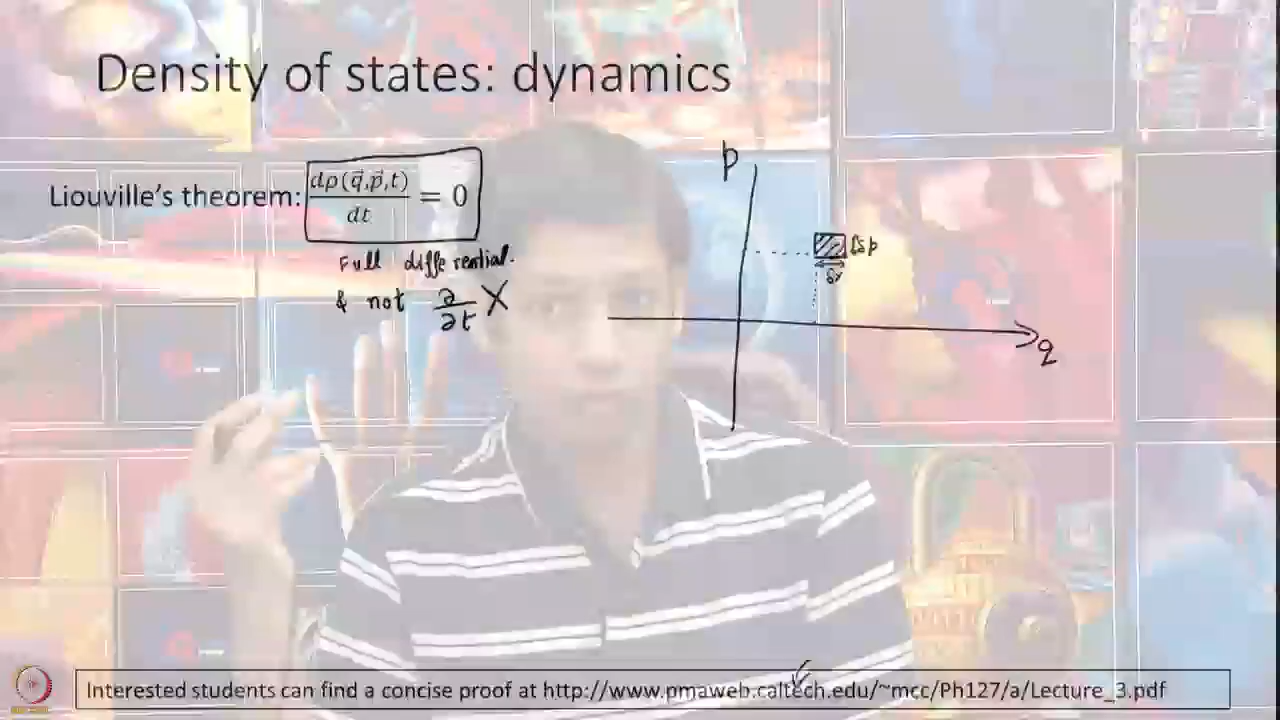 Density of states: dynamics
Liouville's theorem: dρ(q⃗,p⃗,t)/dt = 0
Full differential.
& not ∂/∂t X
p
δp
q
Interested students can find a concise proof at http://www.pmaweb.caltech.edu/~mcc/Ph127/a/Lecture_3.pdf